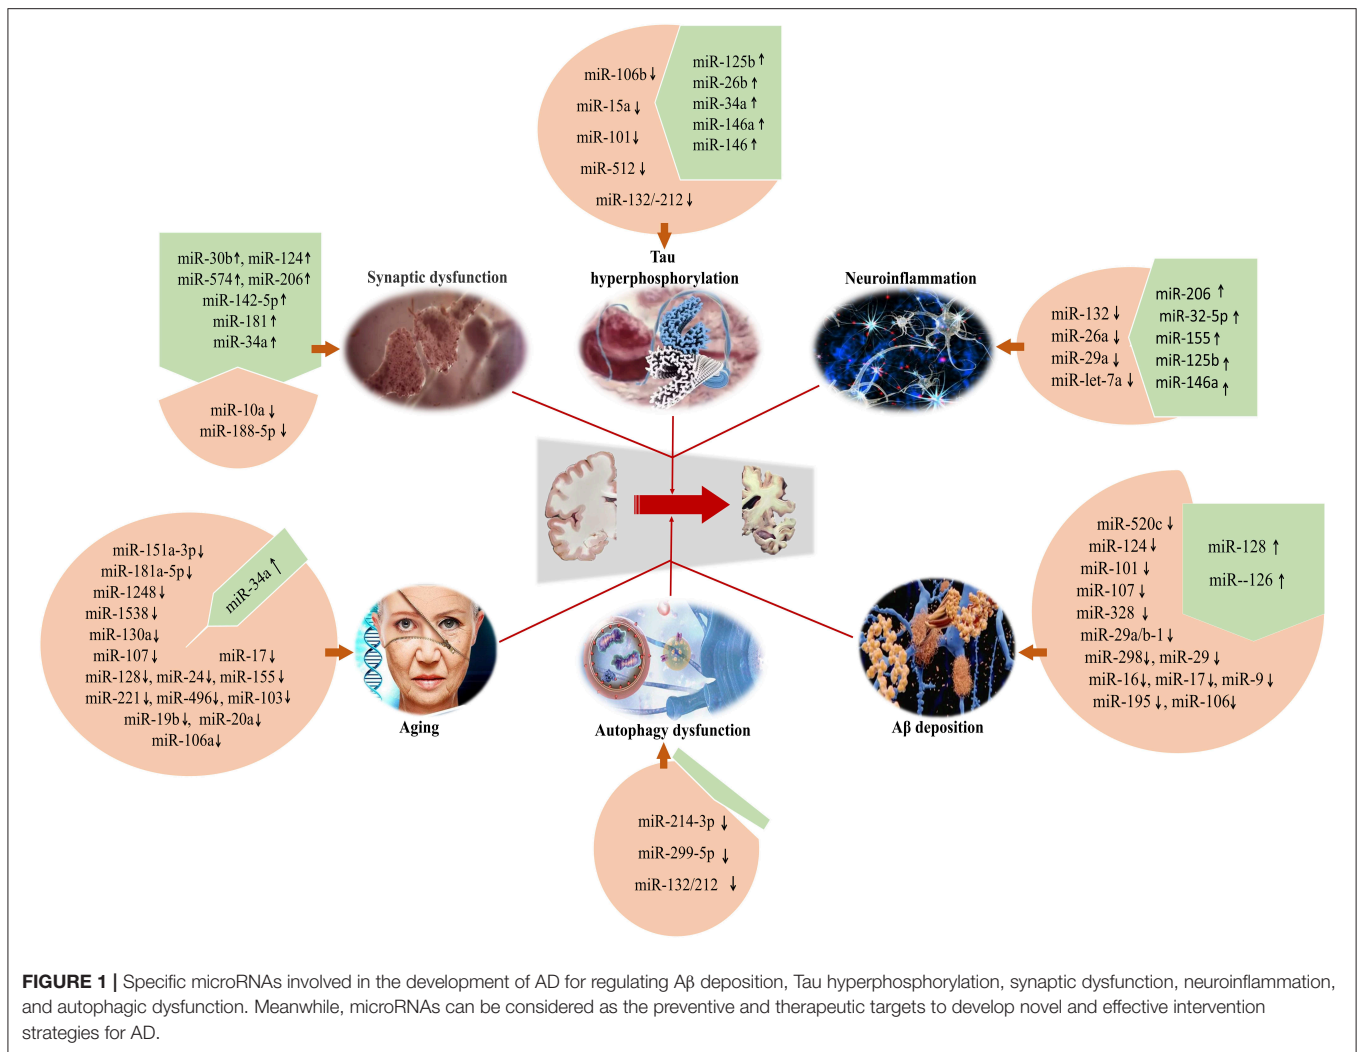 miR-106b↓
miR-15a↓
miR-101↓
miR-512↓
miR-132/-212↓
miR-125b↑
miR-26b↑
miR-34a↑
miR-146a↑
miR-146↑
Tau
hyperphosphorylation
miR-30b↑, miR-124↑
miR-574↑, miR-206↑
miR-142-5p↑
miR-181↑
miR-34a↑
miR-10a↓
miR-188-5p↓
Synaptic dysfunction
Neuroinflammation
miR-132↓
miR-26a↓
miR-29a↓
miR-let-7a↓
miR-206 ↑
miR-32-5p↑
miR-155↑
miR-125b↑
miR-146a↑
miR-151a-3p↓
miR-181a-5p↓
miR-1248↓
miR-1538↓
miR-130a↓
miR-107↓ miR-17↓
miR-128↓, miR-24↓, miR-155↓
miR-221↓, miR-496↓, miR-103↓
miR-19b↓, miR-20a↓
miR-106a↓
miR-34a↑
Aging
Autophagy dysfunction
miR-214-3p ↓
miR-299-5p ↓
miR-132/212 ↓
Aβ deposition
miR-520c↓
miR-124↓
miR-101 ↓
miR-107 ↓
miR-328 ↓
miR-29a/b-1↓
miR-298↓, miR-29 ↓
miR-16↓, miR-17↓, miR-9 ↓
miR-195 ↓, miR-106↓
miR-128 ↑
miR--126 ↑
FIGURE 1 | Specific microRNAs involved in the development of AD for regulating Aβ deposition, Tau hyperphosphorylation, synaptic dysfunction, neuroinflammation,
and autophagic dysfunction. Meanwhile, microRNAs can be considered as the preventive and therapeutic targets to develop novel and effective intervention
strategies for AD.